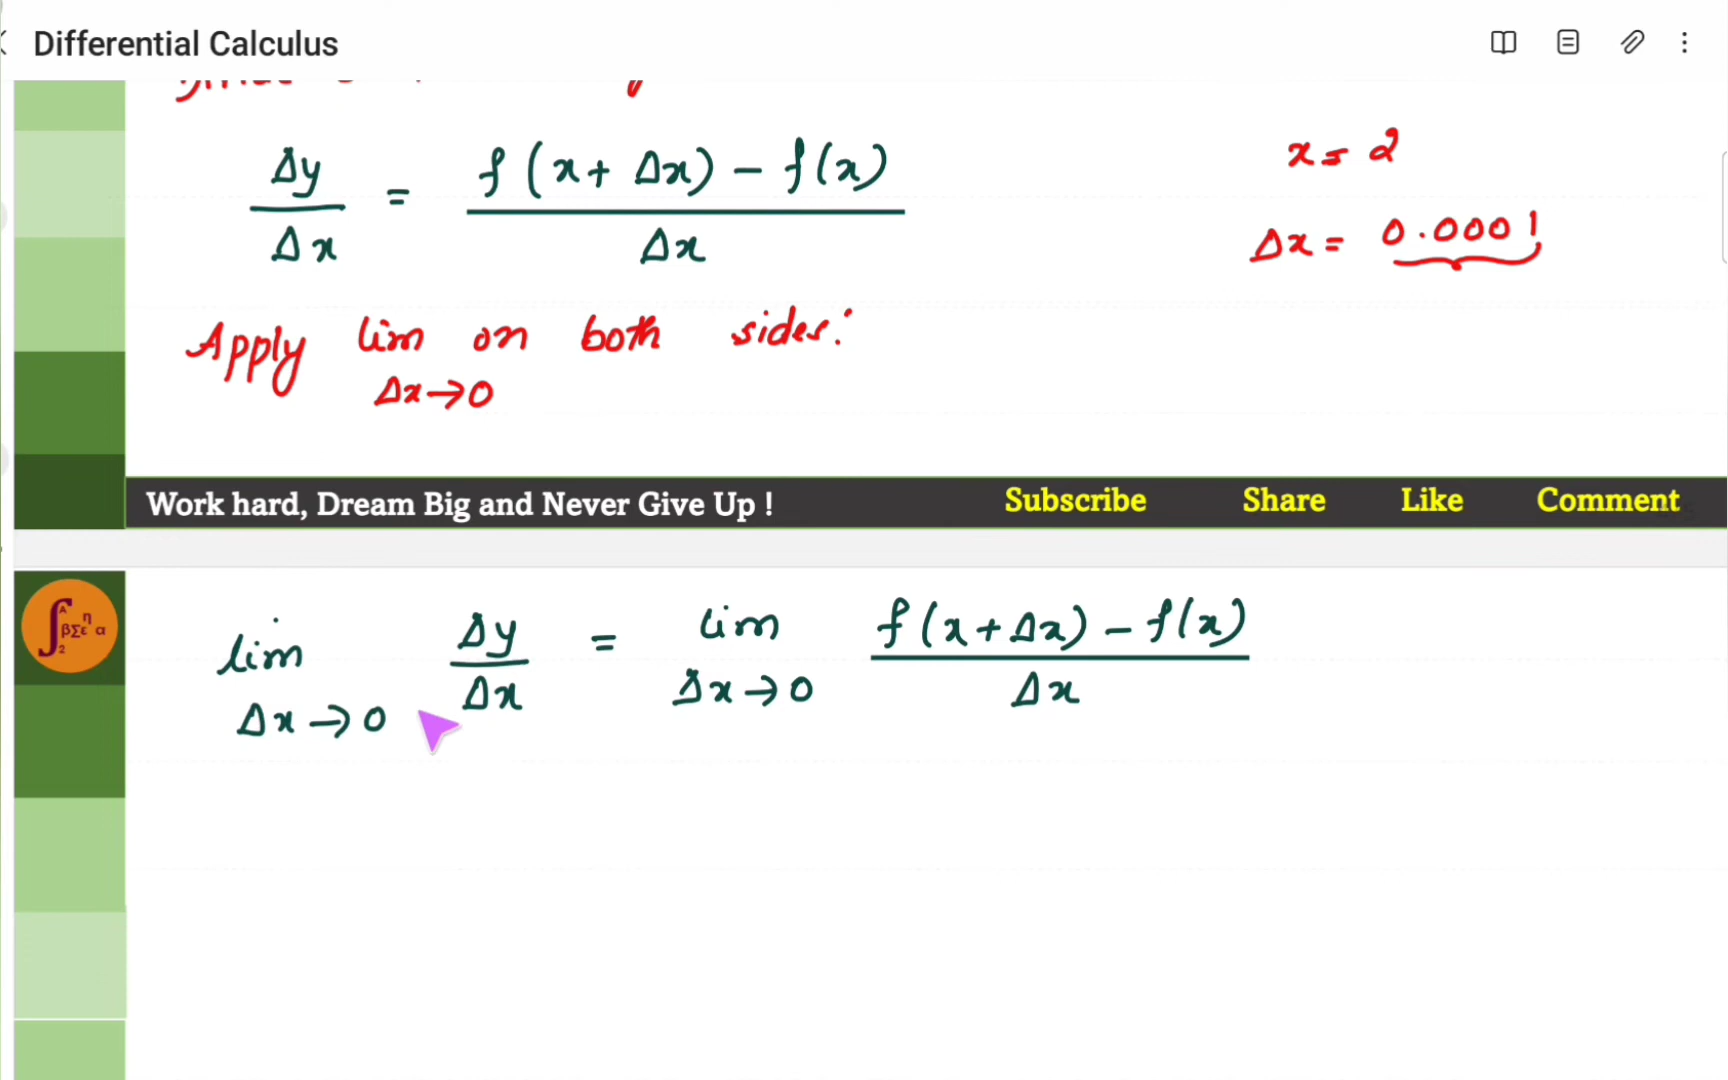 Differential Calculus
Δy/Δx = f(x+Δx) − f(x)/Δx
x = 2
Δx = 0.0001
Apply lim on both sides:
Δx→0
Work hard, Dream Big and Never Give Up ! Subscribe Share Like Comment
lim Δy/Δx = lim f(x+Δx) − f(x)/Δx
Δx→0 Δx→0